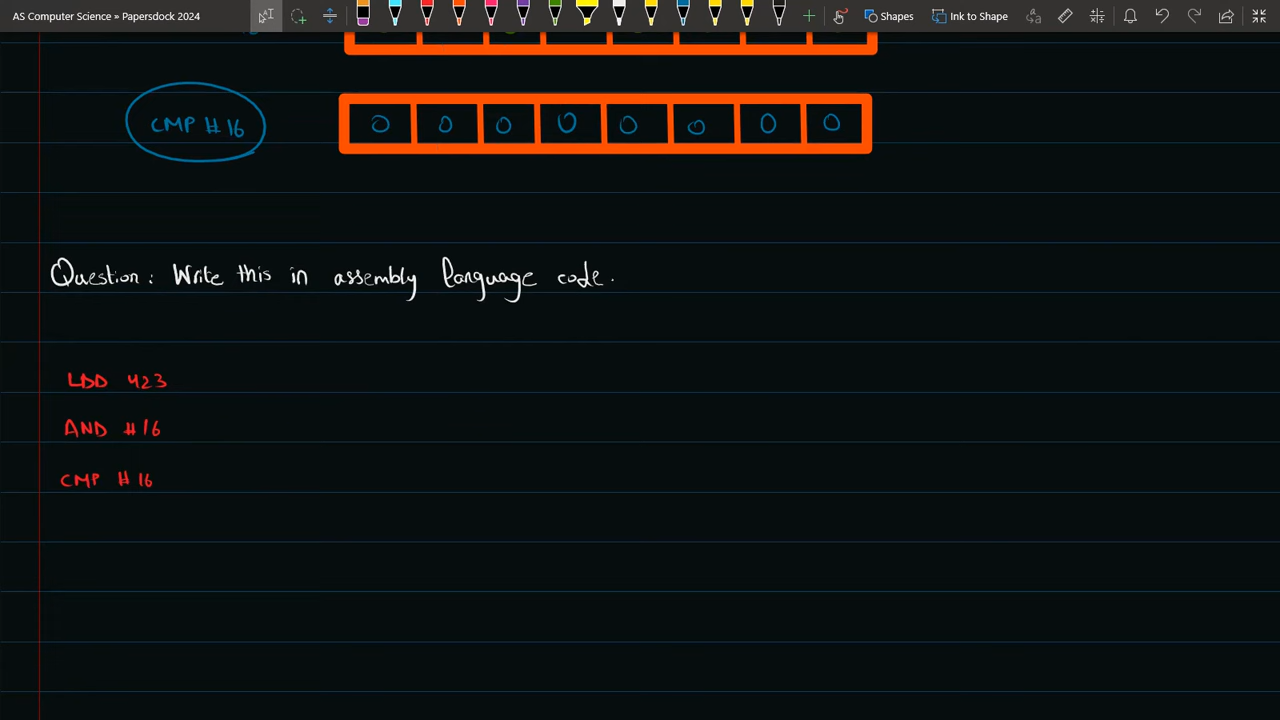 AS Computer Science » Papersdock 2024
Shapes
Ink to Shape
CMP #16
0 0 0 0 0 0 0 0
Question: Write this in assembly language code.
LDD 423
AND #16
CMP #16